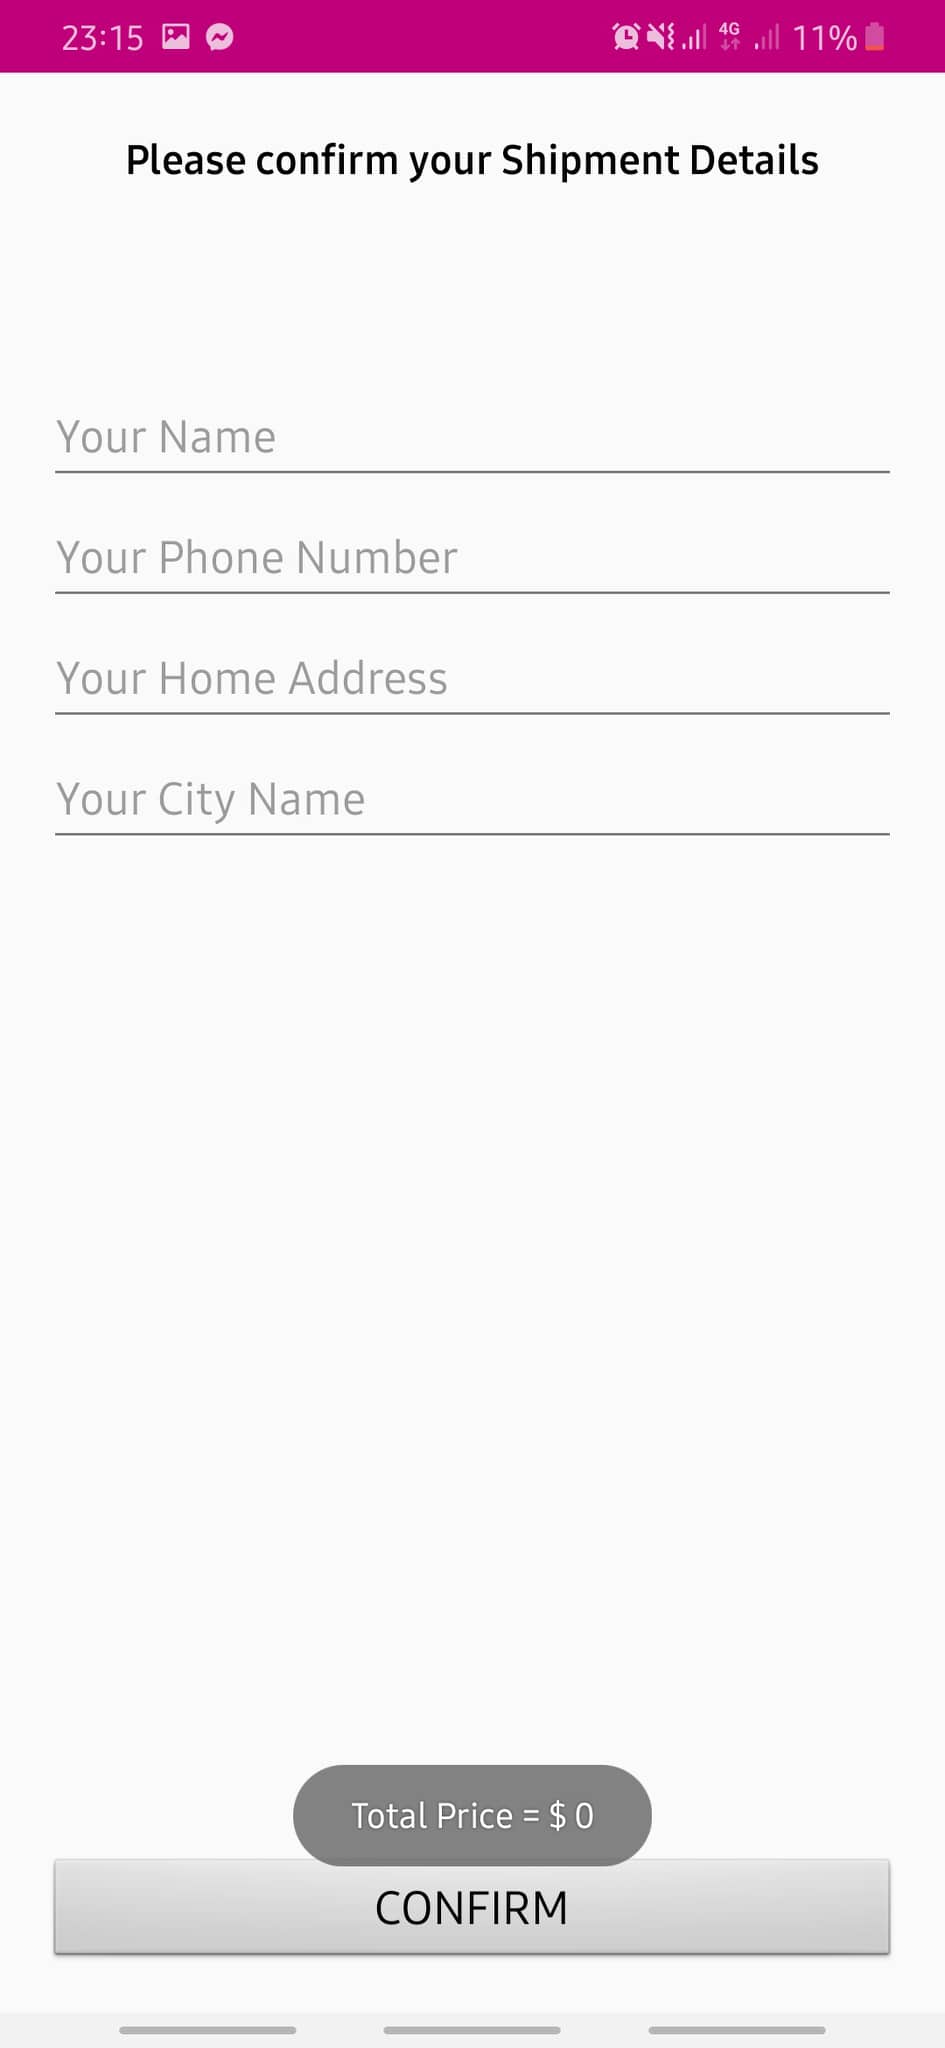 23:15 4G 11%
Please confirm your Shipment Details
Your Name
Your Phone Number
Your Home Address
Your City Name
Total Price = $ 0
CONFIRM